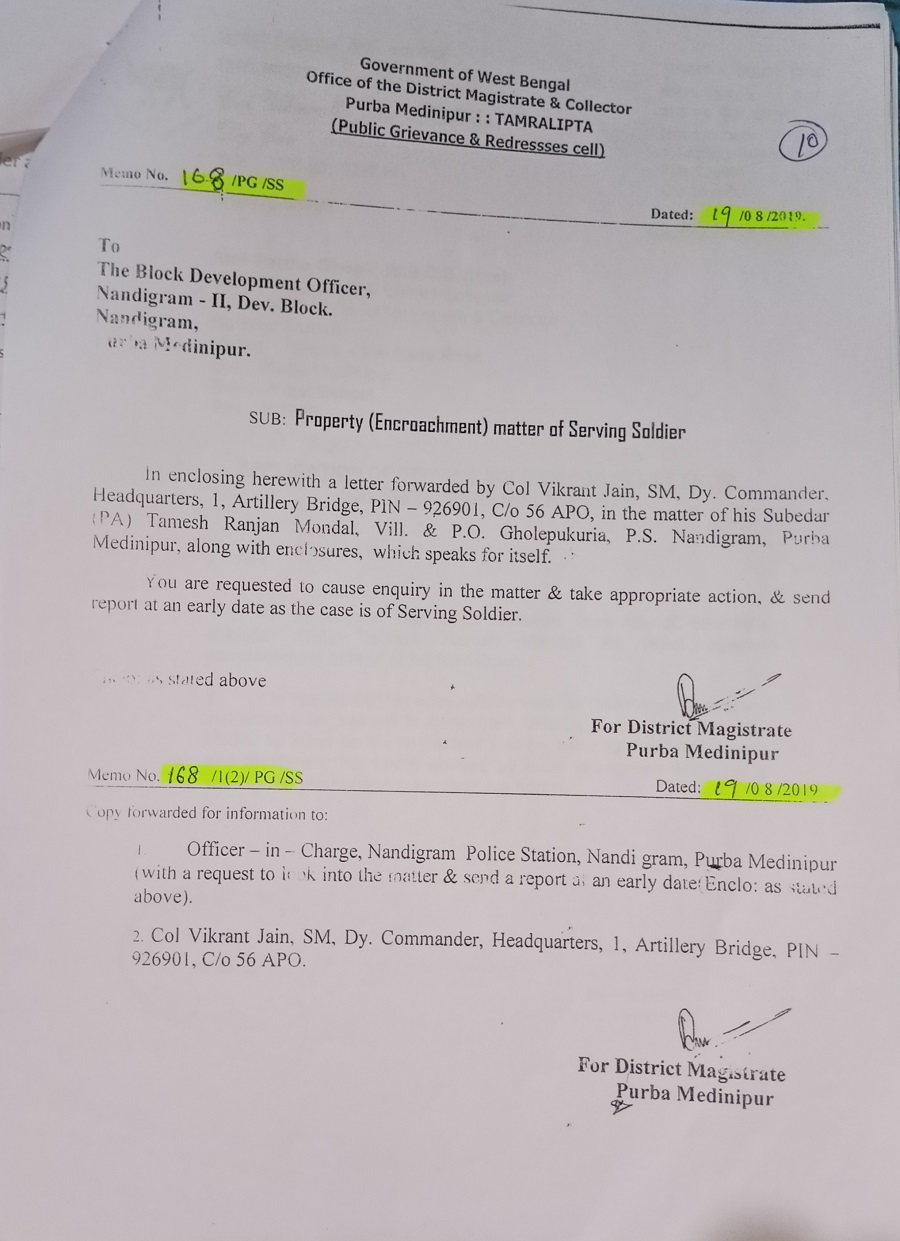 Government of West Bengal
Office of the District Magistrate & Collector
Purba Medinipur : : TAMRALIPTA
(Public Grievance & Redressses cell)
10
Memo No. 168 /PG /SS
Dated: 19 /08/2019.
To
The Block Development Officer,
Nandigram - II, Dev. Block.
Nandigram,
Medinipur.
SUB: Property (Encroachment) matter of Serving Soldier
In enclosing herewith a letter forwarded by Col Vikrant Jain, SM, Dy. Commander,
Headquarters, 1, Artillery Bridge, PIN – 926901, C/o 56 APO, in the matter of his Subedar
(PA) Tamesh Ranjan Mondal, Vill. & P.O. Gholepukuria, P.S. Nandigram, Purba
Medinipur, along with enclosures, which speaks for itself.
You are requested to cause enquiry in the matter & take appropriate action, & send
report at an early date as the case is of Serving Soldier.
as stated above
For District Magistrate
Purba Medinipur
Memo No. 168 /1(2)/ PG /SS
Dated: 19 /08/2019
Copy forwarded for information to:
1. Officer – in – Charge, Nandigram Police Station, Nandi gram, Purba Medinipur
(with a request to look into the matter & send a report at an early date: Enclo: as stated
above).
2. Col Vikrant Jain, SM, Dy. Commander, Headquarters, 1, Artillery Bridge, PIN –
926901, C/o 56 APO.
For District Magistrate
Purba Medinipur